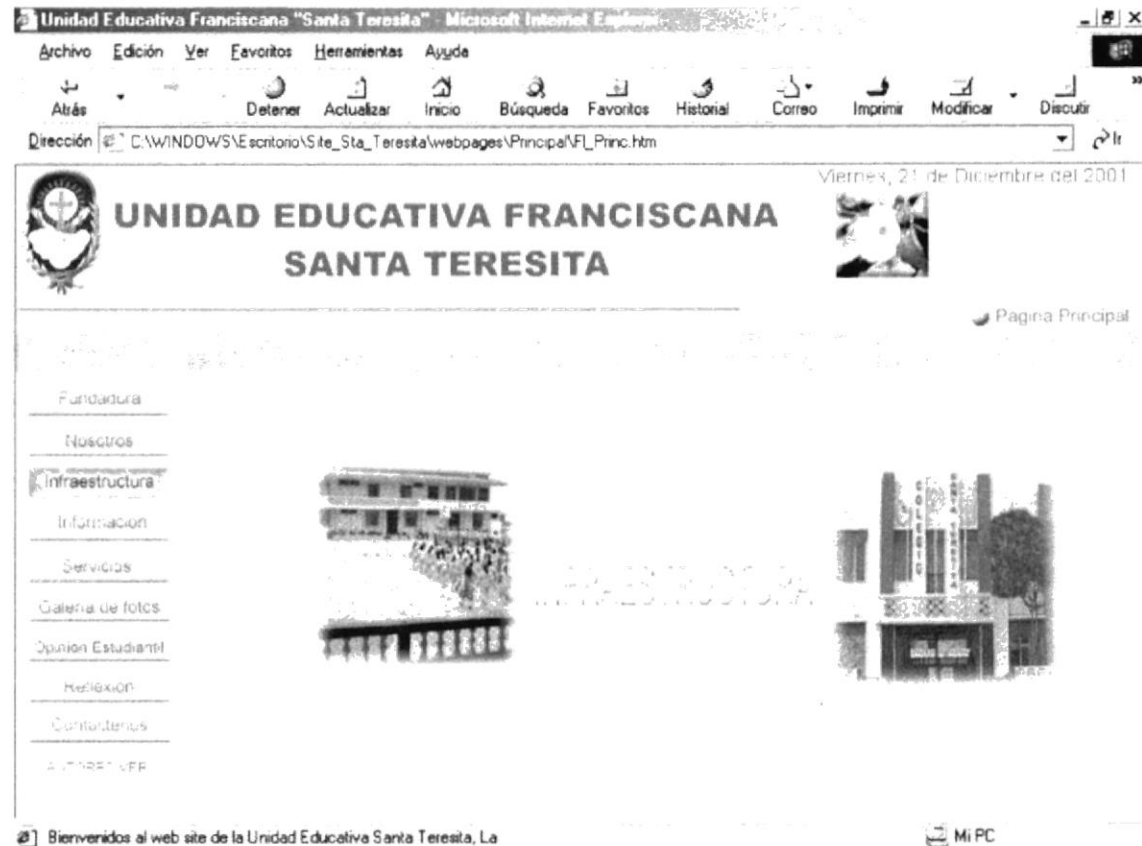 Unidad Educativa Franciscana "Santa Teresita" - Microsoft Internet Explorer
Archivo Edición Ver Favoritos Herramientas Ayuda
Atrás Detener Actualizar Inicio Búsqueda Favoritos Historial Correo Imprimir Modificar Discutir
Dirección C:\WINDOWS\Escritorio\Site_Sta_Teresita\webpages\Principal\FI_Princ.htm Ir
Viernes, 21 de Diciembre del 2001
UNIDAD EDUCATIVA FRANCISCANA
SANTA TERESITA
Pagina Principal
Fundadora
Nosotros
Infraestructura
Informacion
Servicios
Galeria de fotos
Opinion Estudiantil
Reflexion
Contactenos
INFRAESTRUCTURA
COLEGIO
SANTA TERESITA
Bienvenidos al web site de la Unidad Educativa Santa Teresita, La
Mi PC